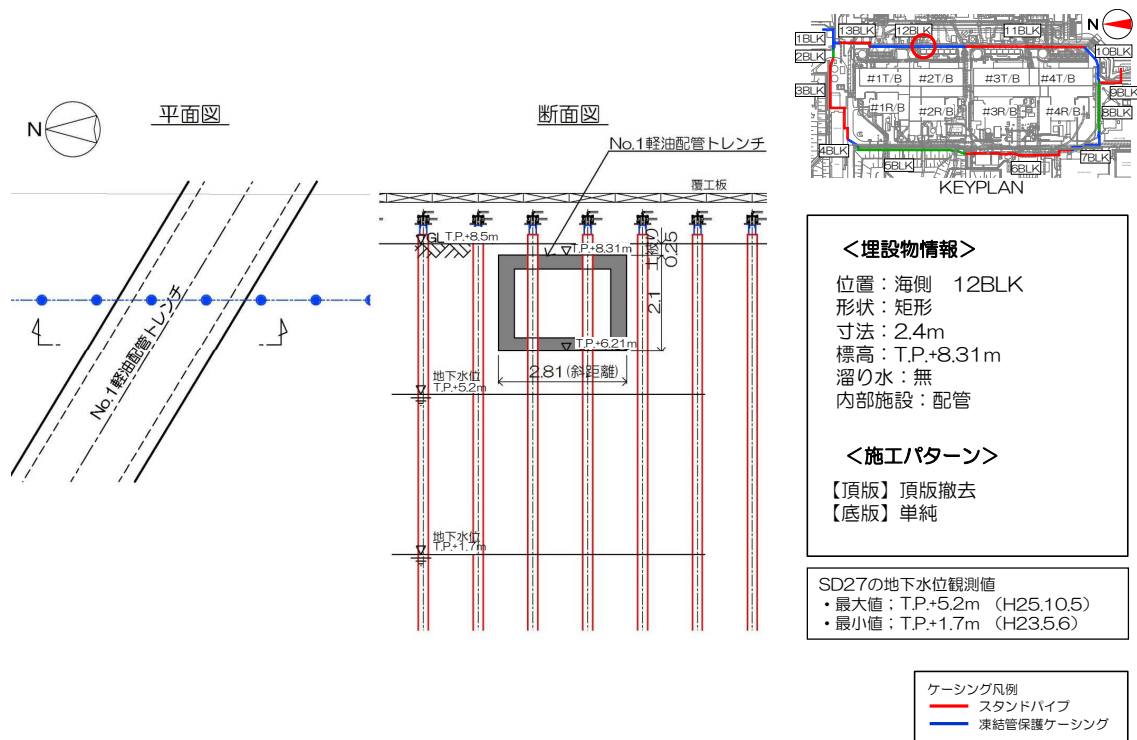 平面図
N
No.1軽油配管トレンチ
断面図
No.1軽油配管トレンチ
覆工板
GL T.P.+8.5m
T.P.+8.31m
土被り
0.25
2.1
T.P.+6.21m
2.81(斜距離)
地下水位
T.P.+5.2m
地下水位
T.P.+1.7m
N
1BLK
13BLK
12BLK
11BLK
10BLK
2BLK
3BLK
9BLK
8BLK
#1T/B
#2T/B
#3T/B
#4T/B
#1R/B
#2R/B
#3R/B
#4R/B
4BLK
5BLK
6BLK
7BLK
KEYPLAN
<埋設物情報>
位置:海側 12BLK
形状:矩形
寸法:2.4m
標高:T.P.+8.31m
溜り水:無
内部施設:配管
<施工パターン>
【頂版】頂版撤去
【底版】単純
SD27の地下水位観測値
・最大値;T.P.+5.2m (H25.10.5)
・最小値;T.P.+1.7m (H23.5.6)
ケーシング凡例
スタンドパイプ
凍結管保護ケーシング